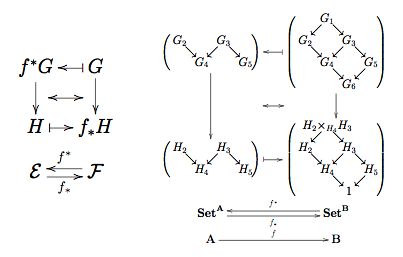 f*G ↤ G
H ↦ f⁎H
f*
ℰ ⇆ ℱ
f⁎
G₁
G₂ G₃ G₂ G₃
G₄ G₅ G₄ G₅
G₆
H₂×_{H₄}H₃
H₂ H₃ H₂ H₃
H₄ H₅ H₄ H₅
1
f*
Set^A Set^B
f⁎
f
A → B